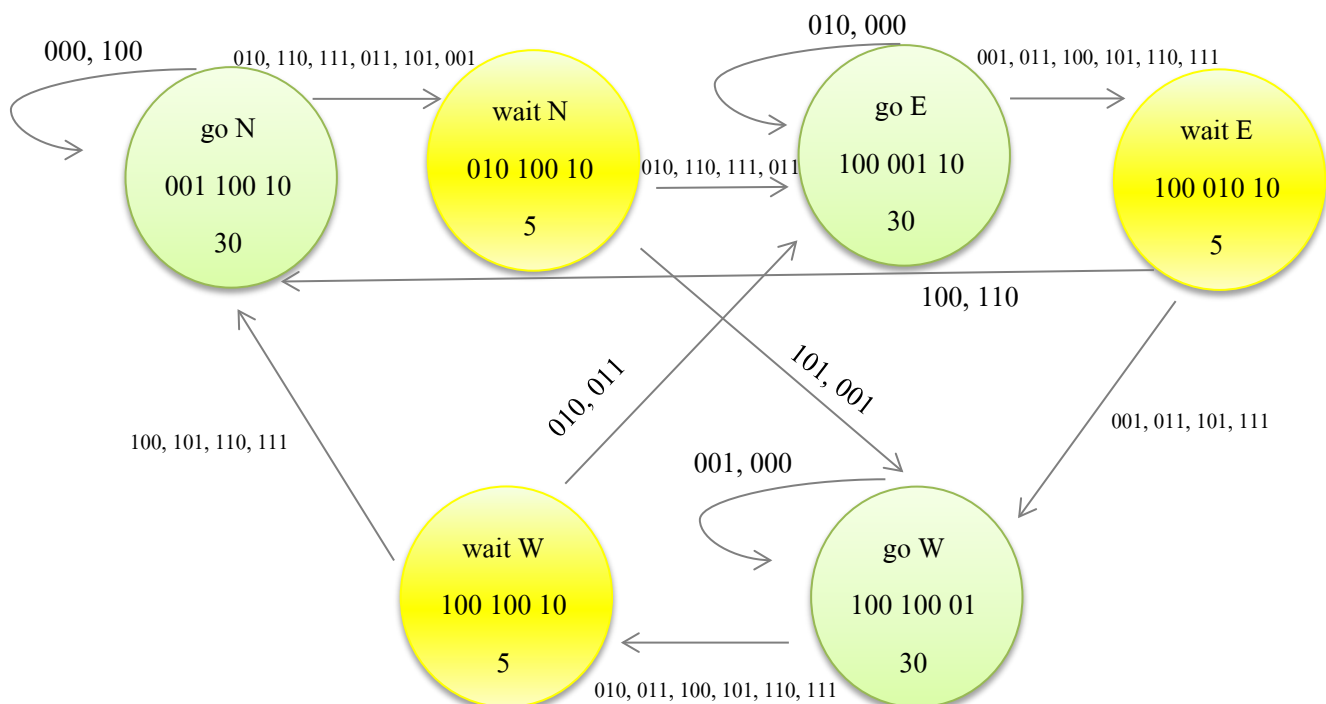 000, 100
010, 110, 111, 011, 101, 001
010, 000
001, 011, 100, 101, 110, 111
go N
001 100 10
30
wait N
010 100 10
5
010, 110, 111, 011
go E
100 001 10
30
wait E
100 010 10
5
100, 110
010, 011
101, 001
100, 101, 110, 111
001, 011, 101, 111
001, 000
wait W
100 100 10
5
go W
100 100 01
30
010, 011, 100, 101, 110, 111